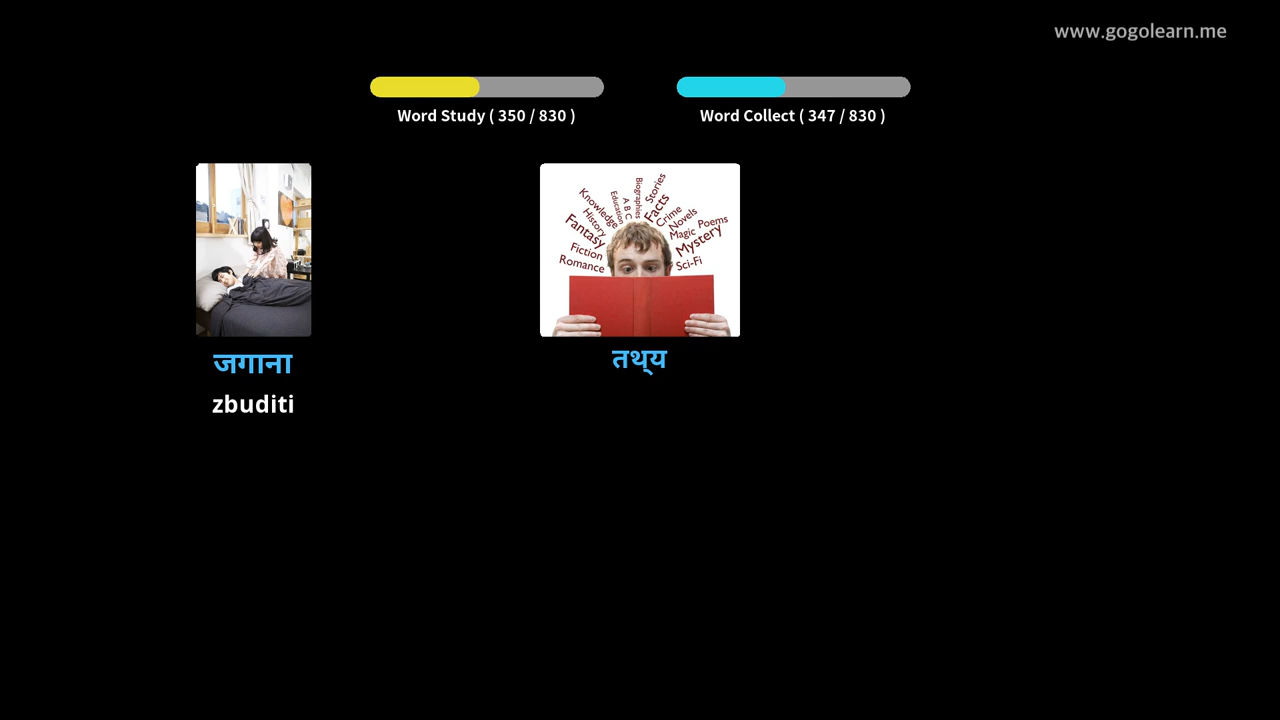 www.gogolearn.me
Word Study ( 350 / 830 )
Word Collect ( 347 / 830 )
Biographies
Stories
Knowledge
Education
A B C
Facts
Crime
History
Novels
Fantasy
Magic
Poems
Fiction
Mystery
Romance
Sci-Fi
जगाना
तथ्य
zbuditi